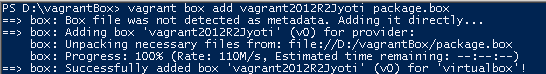 PS D:\vagrantBox> vagrant box add vagrant2012R2Jyoti package.box
==> box: Box file was not detected as metadata. Adding it directly...
==> box: Adding box 'vagrant2012R2Jyoti' (v0) for provider:
box: Unpacking necessary files from: file://D:/vagrantBox/package.box
box: Progress: 100% (Rate: 110M/s, Estimated time remaining: --:--:--)
==> box: Successfully added box 'vagrant2012R2Jyoti' (v0) for 'virtualbox'!